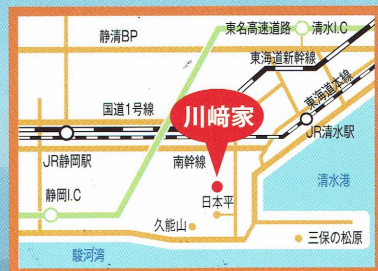 静清BP
東名高速道路
清水I.C
東海道新幹線
東海道本線
国道1号線
川﨑家
JR清水駅
JR静岡駅
南幹線
清水港
静岡I.C
日本平
久能山
三保の松原
駿河湾